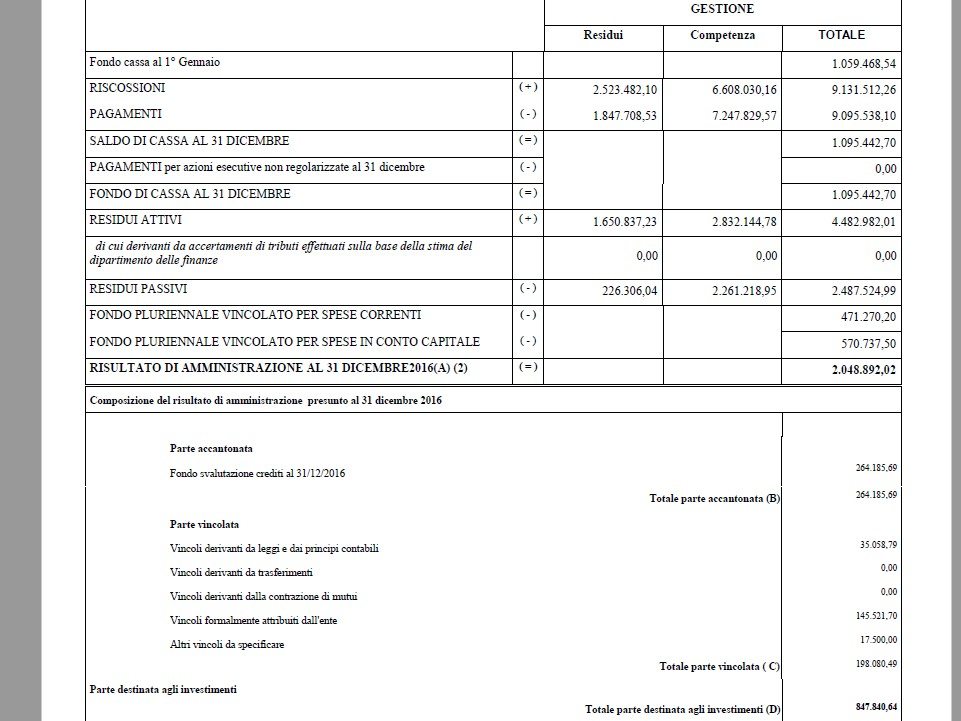 GESTIONE
Residui Competenza TOTALE
Fondo cassa al 1° Gennaio 1.059.468,54
RISCOSSIONI (+) 2.523.482,10 6.608.030,16 9.131.512,26
PAGAMENTI (-) 1.847.708,53 7.247.829,57 9.095.538,10
SALDO DI CASSA AL 31 DICEMBRE (=) 1.095.442,70
PAGAMENTI per azioni esecutive non regolarizzate al 31 dicembre (-) 0,00
FONDO DI CASSA AL 31 DICEMBRE (=) 1.095.442,70
RESIDUI ATTIVI (+) 1.650.837,23 2.832.144,78 4.482.982,01
di cui derivanti da accertamenti di tributi effettuati sulla base della stima del
dipartimento delle finanze 0,00 0,00 0,00
RESIDUI PASSIVI (-) 226.306,04 2.261.218,95 2.487.524,99
FONDO PLURIENNALE VINCOLATO PER SPESE CORRENTI (-) 471.270,20
FONDO PLURIENNALE VINCOLATO PER SPESE IN CONTO CAPITALE (-) 570.737,50
RISULTATO DI AMMINISTRAZIONE AL 31 DICEMBRE2016(A) (2) (=) 2.048.892,02
Composizione del risultato di amministrazione presunto al 31 dicembre 2016
Parte accantonata
Fondo svalutazione crediti al 31/12/2016 264.185,69
Totale parte accantonata (B) 264.185,69
Parte vincolata
Vincoli derivanti da leggi e dai principi contabili 35.058,79
Vincoli derivanti da trasferimenti 0,00
Vincoli derivanti dalla contrazione di mutui 0,00
Vincoli formalmente attribuiti dall'ente 145.521,70
Altri vincoli da specificare 17.500,00
Totale parte vincolata ( C) 198.080,49
Parte destinata agli investimenti
Totale parte destinata agli investimenti (D) 847.840,64